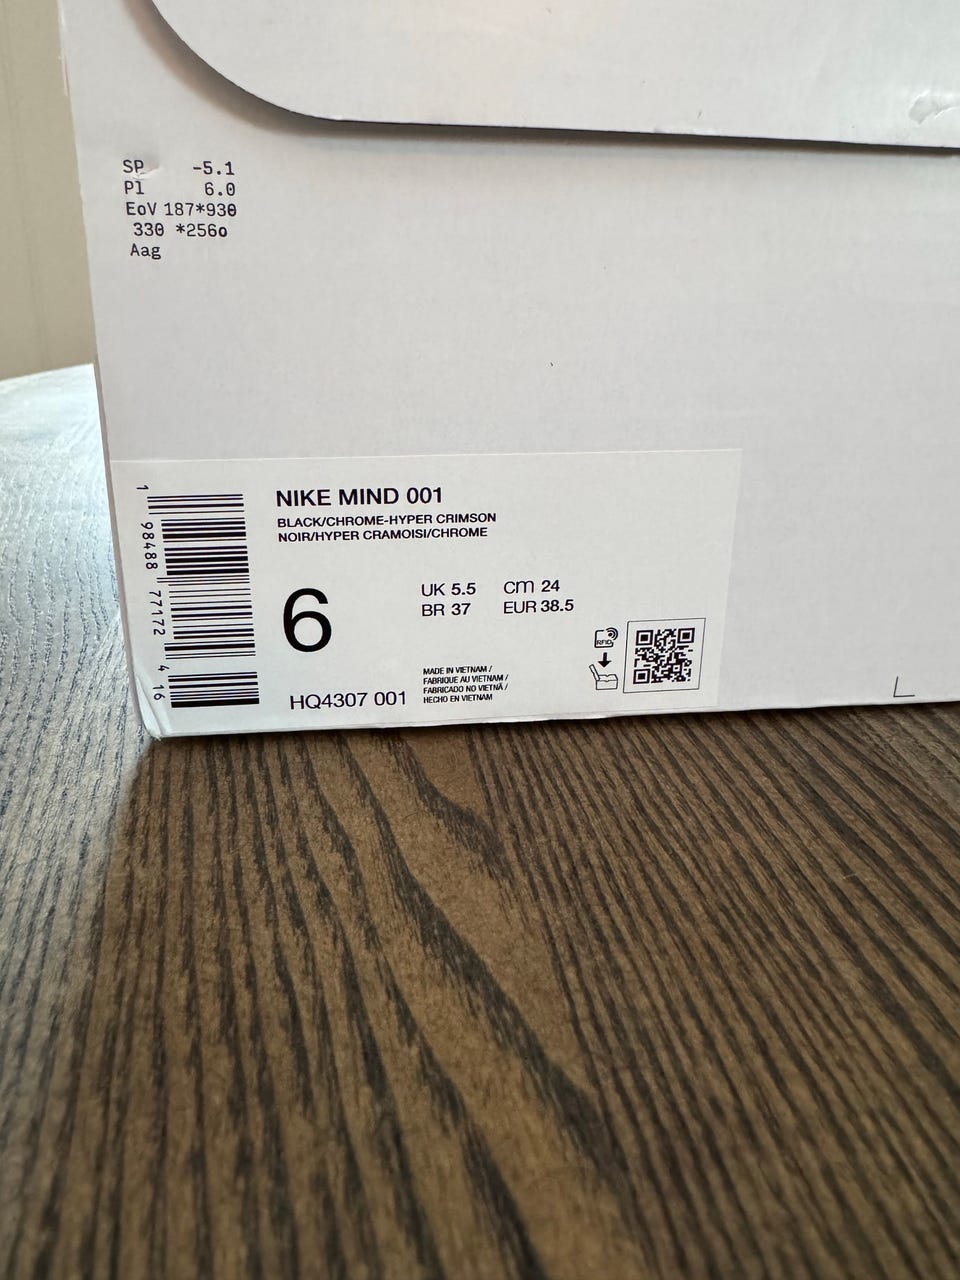 SP -5.1
Pl 6.0
EoV 187*930
330 *256o
Aag
NIKE MIND 001
BLACK/CHROME-HYPER CRIMSON
NOIR/HYPER CRAMOISI/CHROME
6
UK 5.5 cm 24
BR 37 EUR 38.5
RFID
MADE IN VIETNAM /
FABRIQUE AU VIETNAM /
FABRICADO NO VIETNÃ /
HECHO EN VIETNAM
HQ4307 001
1 98488 77172 4 16